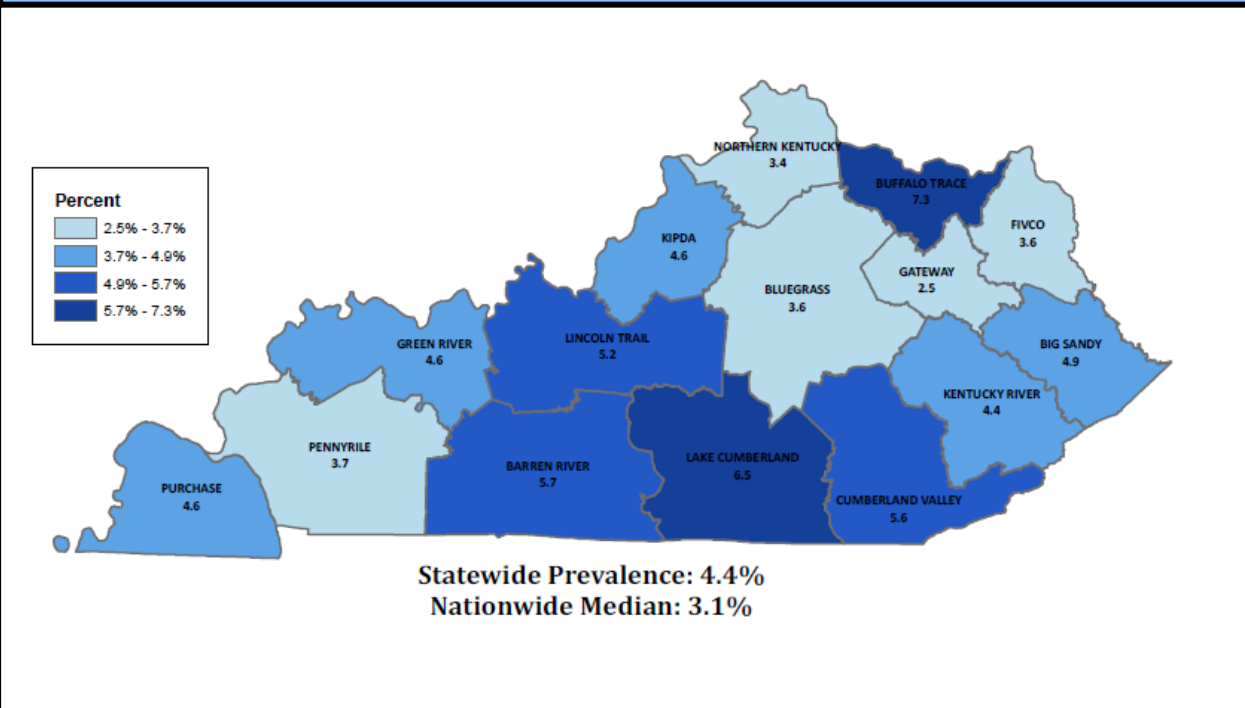 NORTHERN KENTUCKY
3.4
BUFFALO TRACE
7.3
Percent
2.5% - 3.7%
3.7% - 4.9%
4.9% - 5.7%
5.7% - 7.3%
FIVCO
3.6
KIPDA
4.6
GATEWAY
2.5
BLUEGRASS
3.6
GREEN RIVER
4.6
LINCOLN TRAIL
5.2
BIG SANDY
4.9
KENTUCKY RIVER
4.4
PENNYRILE
3.7
BARREN RIVER
5.7
LAKE CUMBERLAND
6.5
PURCHASE
4.6
CUMBERLAND VALLEY
5.6
Statewide Prevalence: 4.4%
Nationwide Median: 3.1%